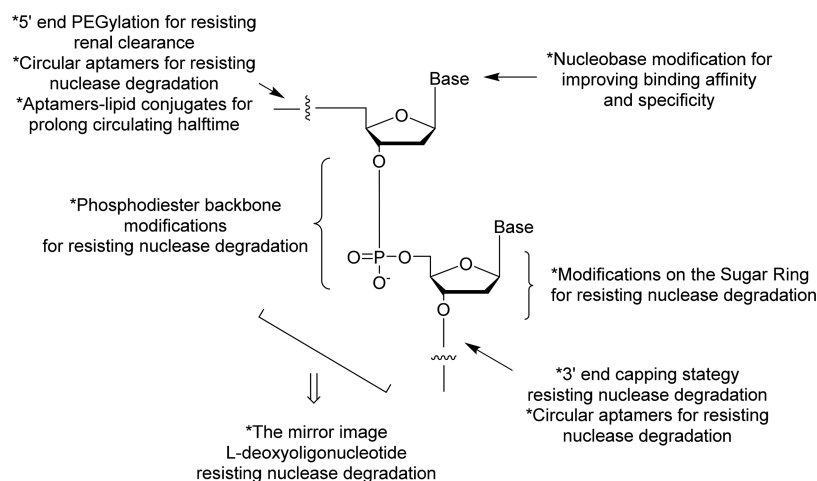 *5' end PEGylation for resisting
renal clearance
*Circular aptamers for resisting
nuclease degradation
*Aptamers-lipid conjugates for
prolong circulating halftime
Base
*Nucleobase modification for
improving binding affinity
and specificity
O
O
*Phosphodiester backbone
modifications
for resisting nuclease degradation
Base
O=P-O
O-
O
*Modifications on the Sugar Ring
for resisting nuclease degradation
O
*3' end capping stategy
resisting nuclease degradation
*Circular aptamers for resisting
nuclease degradation
*The mirror image
L-deoxyoligonucleotide
resisting nuclease degradation